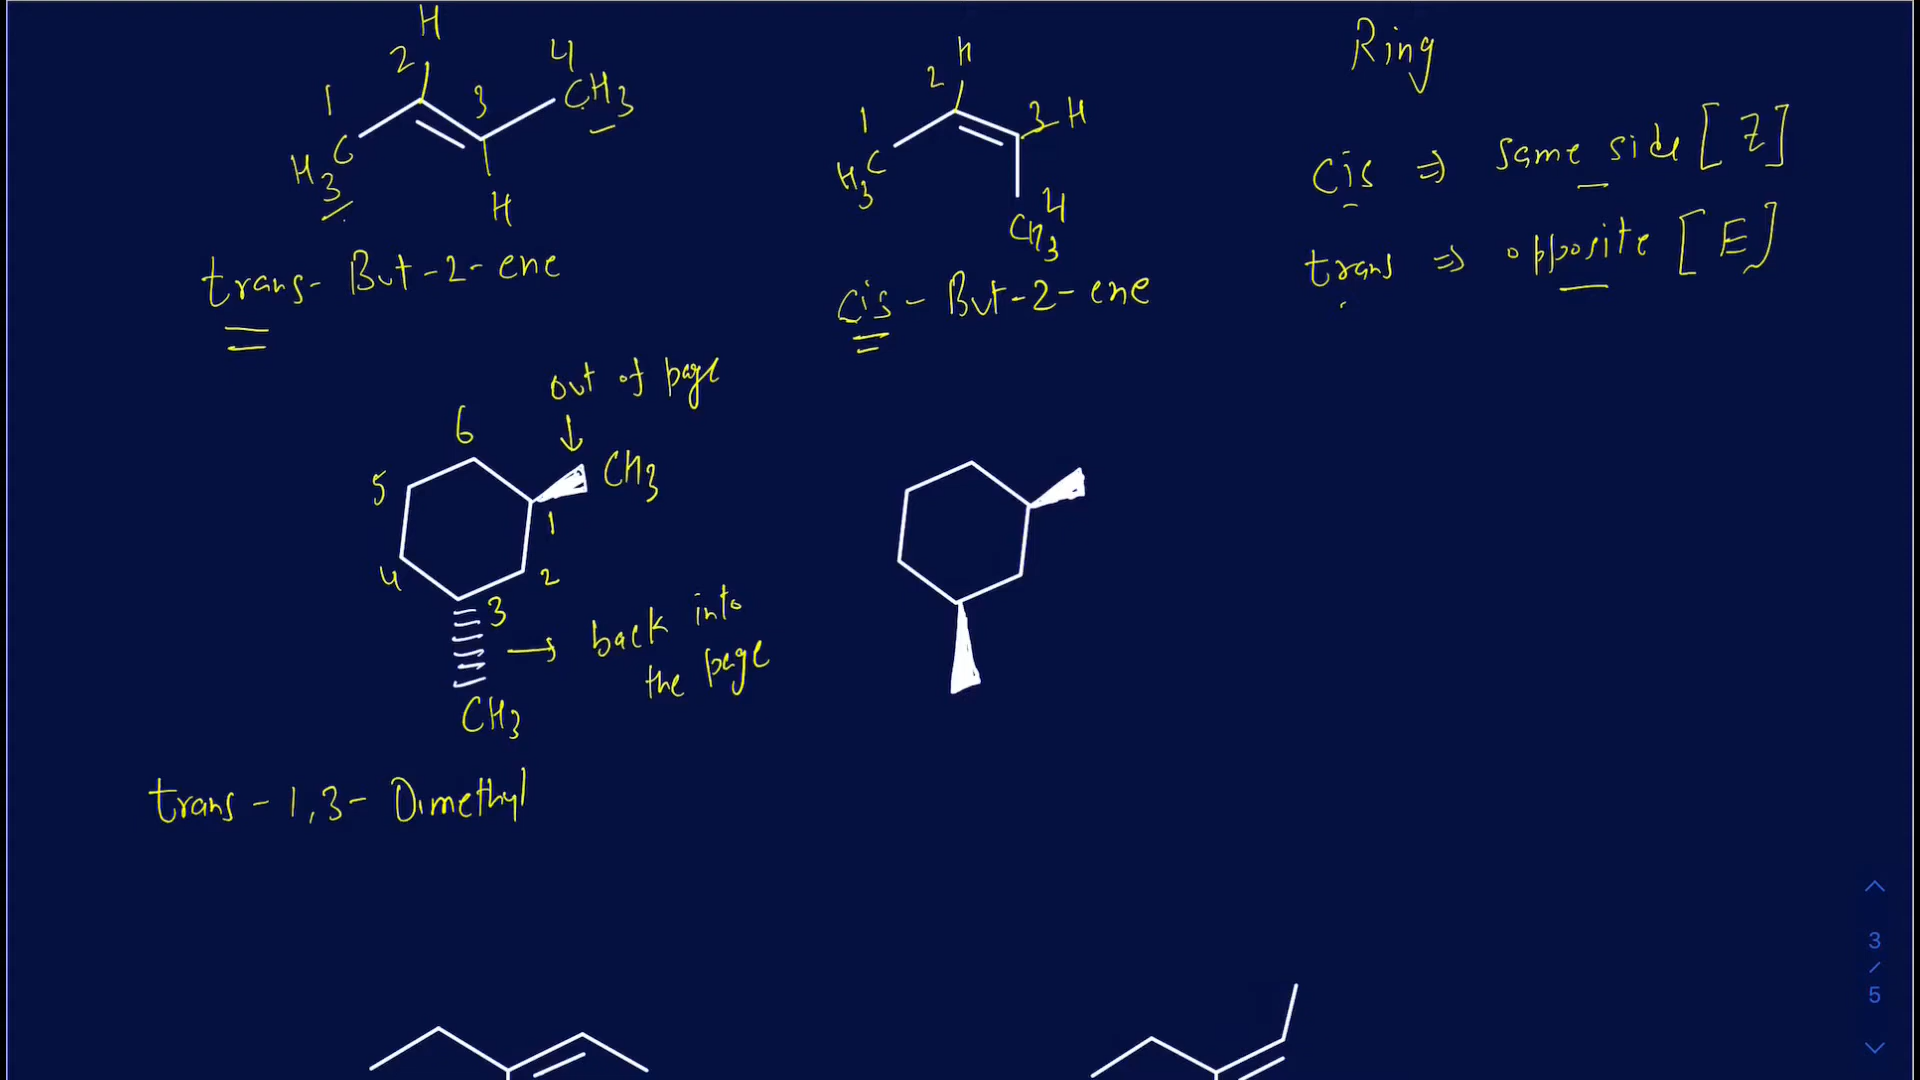 H
2
4
1
3
CH3
H3C
H
trans- But-2-ene
H
2
1
3 H
H3C
4
CH3
cis- But-2-ene
Ring
cis ⇒ same side [Z]
trans ⇒ opposite [E]
out of page
↓
6
5
CH3
1
4
2
3
→ back into
the page
CH3
trans - 1,3- Dimethyl
3
/
5